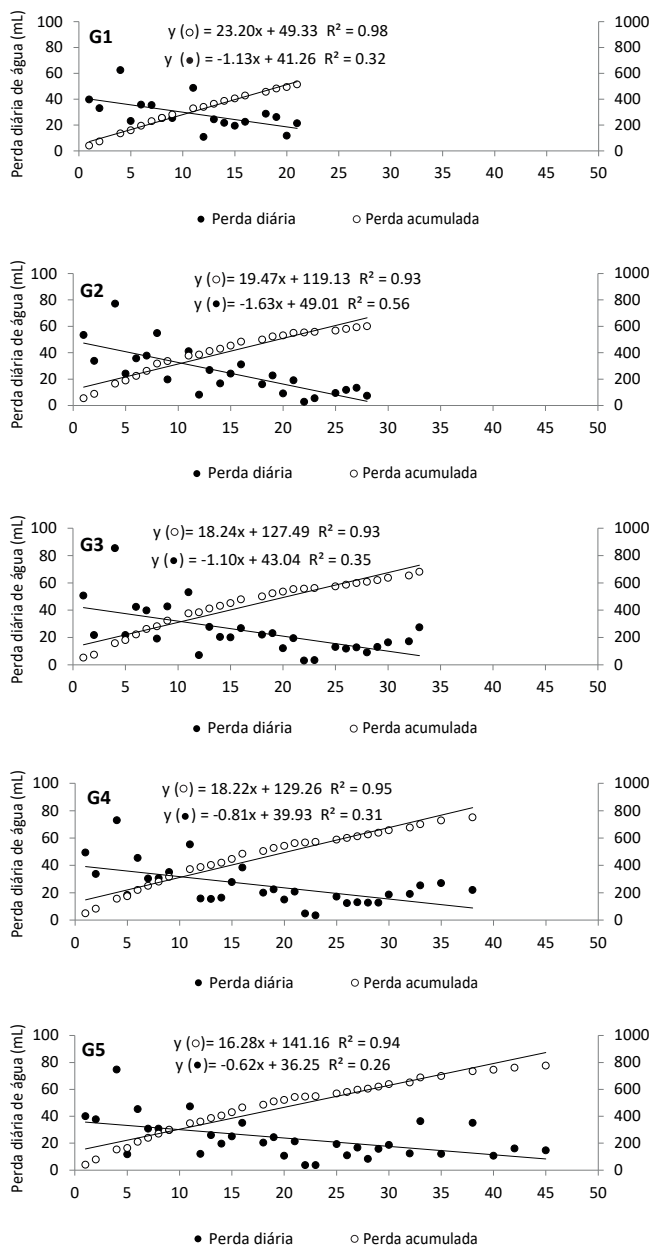 G1
y (○)= 23.20x + 49.33 R² = 0.98
y (●)= -1.13x + 41.26 R² = 0.32
Perda diária de água (mL)
100
80
60
40
20
0
1000
800
600
400
200
0
0 5 10 15 20 25 30 35 40 45 50
● Perda diária ○ Perda acumulada
G2
y (○)= 19.47x + 119.13 R² = 0.93
y (●)= -1.63x + 49.01 R² = 0.56
Perda diária de água (mL)
100
80
60
40
20
0
1000
800
600
400
200
0
0 5 10 15 20 25 30 35 40 45 50
● Perda diária ○ Perda acumulada
G3
y (○)= 18.24x + 127.49 R² = 0.93
y (●)= -1.10x + 43.04 R² = 0.35
Perda diária de água (mL)
100
80
60
40
20
0
1000
800
600
400
200
0
0 5 10 15 20 25 30 35 40 45 50
● Perda diária ○ Perda acumulada
G4
y (○)= 18.22x + 129.26 R² = 0.95
y (●)= -0.81x + 39.93 R² = 0.31
Perda diária de água (mL)
100
80
60
40
20
0
1000
800
600
400
200
0
0 5 10 15 20 25 30 35 40 45 50
● Perda diária ○ Perda acumulada
G5
y (○)= 16.28x + 141.16 R² = 0.94
y (●)= -0.62x + 36.25 R² = 0.26
Perda diária de água (mL)
100
80
60
40
20
0
1000
800
600
400
200
0
0 5 10 15 20 25 30 35 40 45 50
● Perda diária ○ Perda acumulada